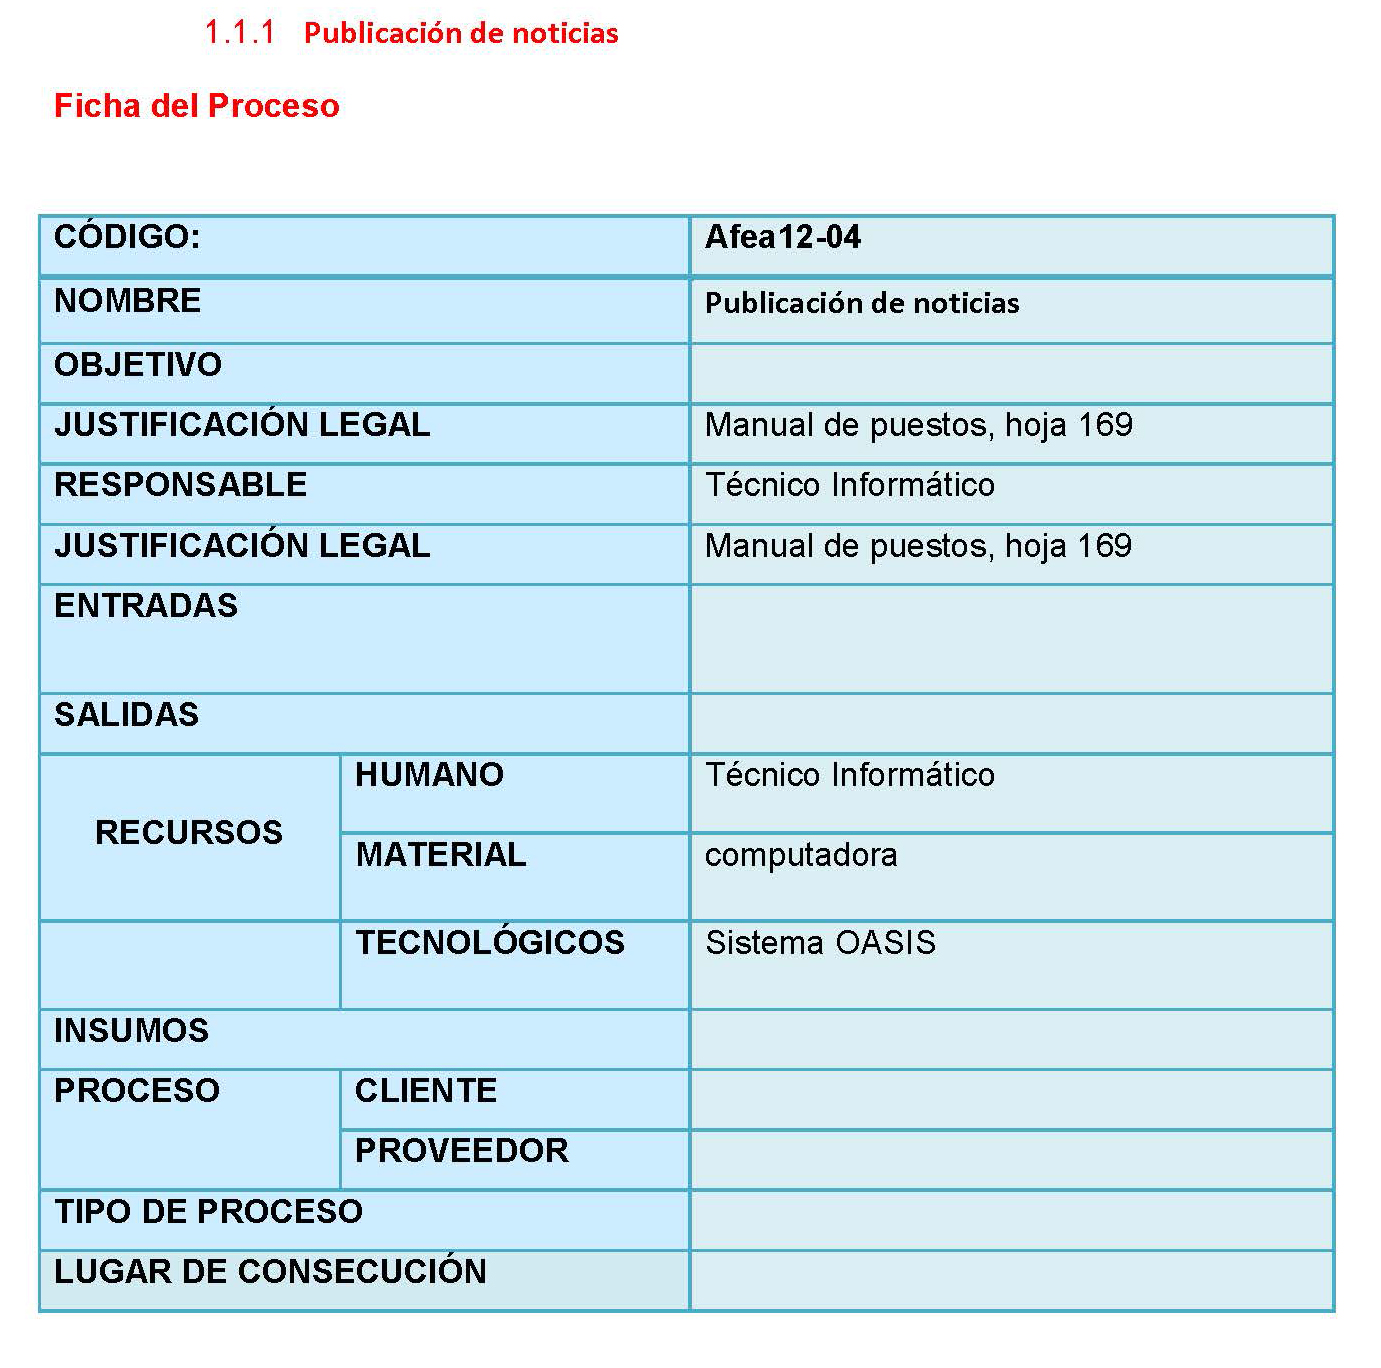 1.1.1 Publicación de noticias
Ficha del Proceso
CÓDIGO: Afea12-04
NOMBRE Publicación de noticias
OBJETIVO
JUSTIFICACIÓN LEGAL Manual de puestos, hoja 169
RESPONSABLE Técnico Informático
JUSTIFICACIÓN LEGAL Manual de puestos, hoja 169
ENTRADAS
SALIDAS
RECURSOS
HUMANO Técnico Informático
MATERIAL computadora
TECNOLÓGICOS Sistema OASIS
INSUMOS
PROCESO CLIENTE
PROVEEDOR
TIPO DE PROCESO
LUGAR DE CONSECUCIÓN